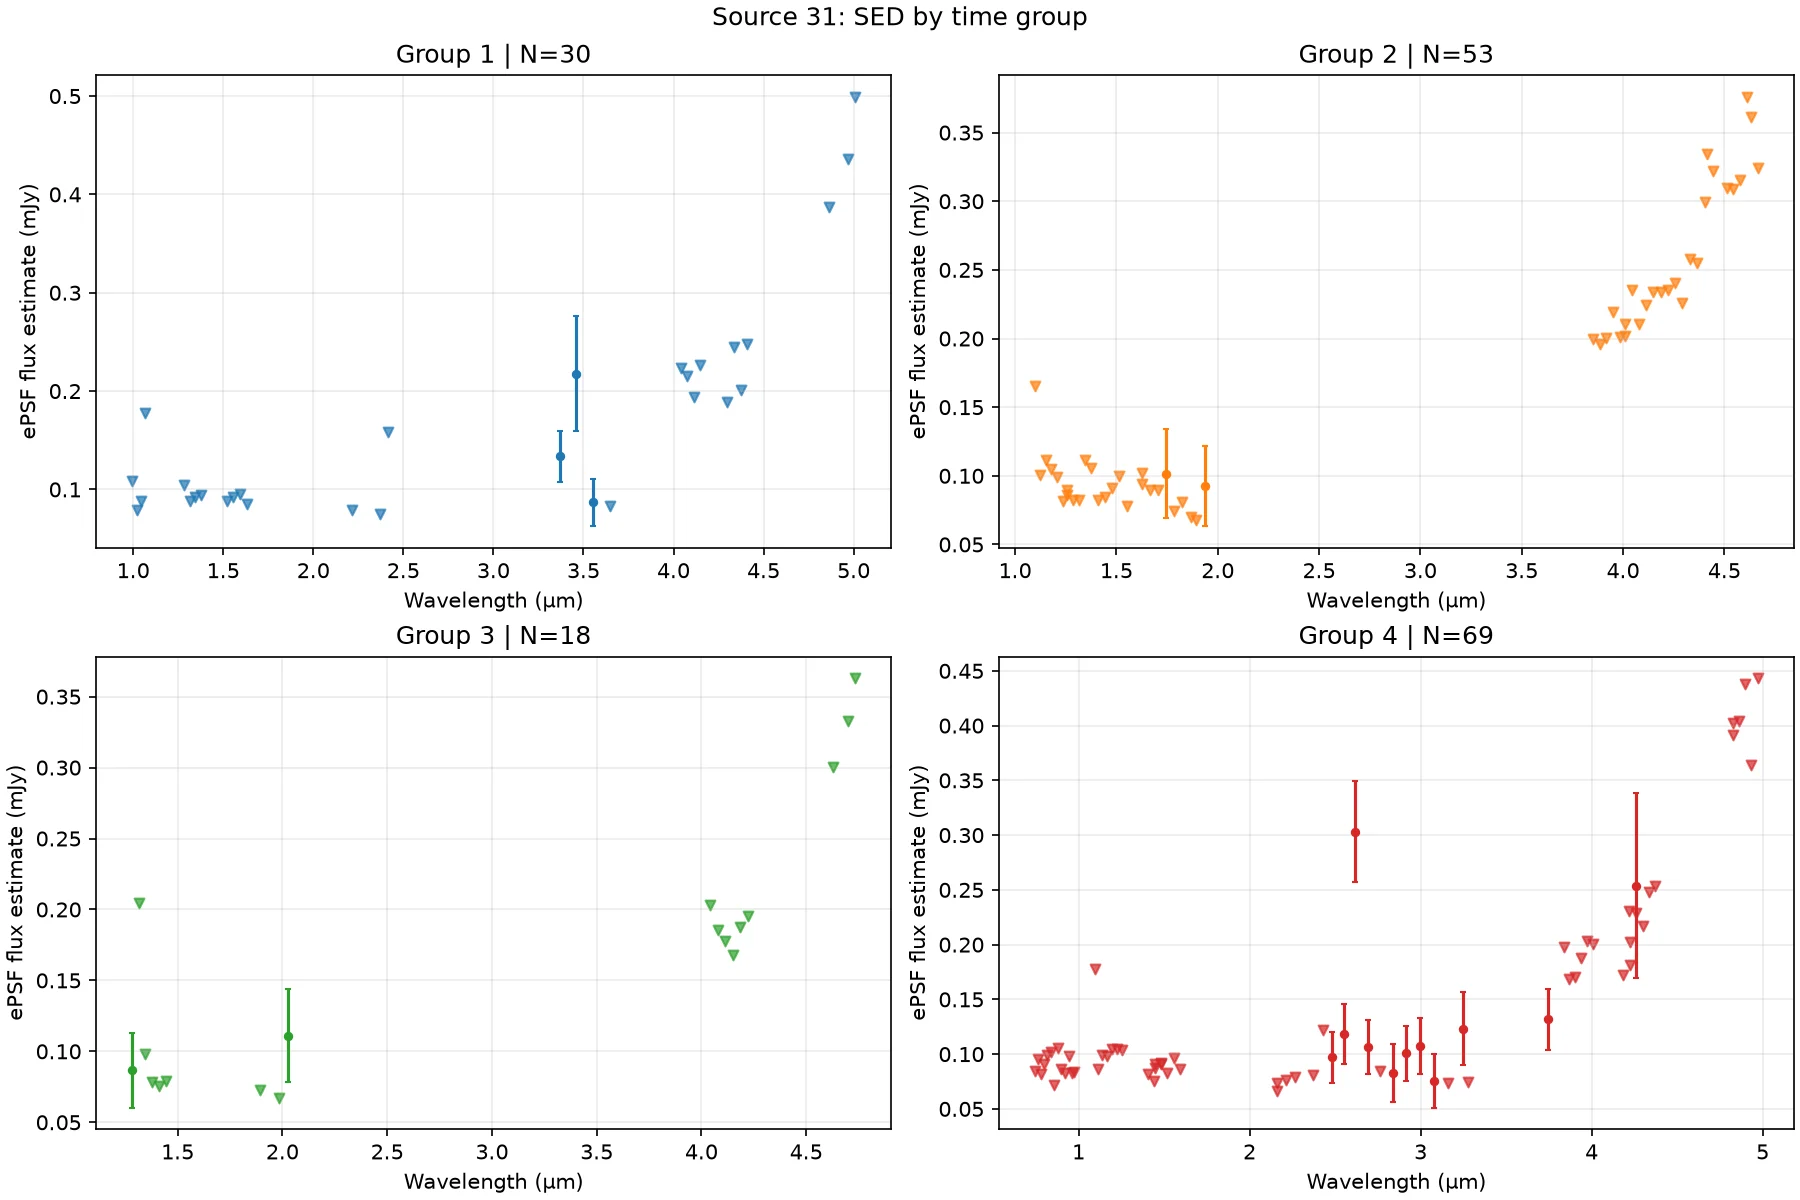 Source 31: SED by time group
Group 1 | N=30
ePSF flux estimate (mJy)
0.5
0.4
0.3
0.2
0.1
1.0 1.5 2.0 2.5 3.0 3.5 4.0 4.5 5.0
Wavelength (μm)
Group 2 | N=53
ePSF flux estimate (mJy)
0.35
0.30
0.25
0.20
0.15
0.10
0.05
1.0 1.5 2.0 2.5 3.0 3.5 4.0 4.5
Wavelength (μm)
Group 3 | N=18
ePSF flux estimate (mJy)
0.35
0.30
0.25
0.20
0.15
0.10
0.05
1.5 2.0 2.5 3.0 3.5 4.0 4.5
Wavelength (μm)
Group 4 | N=69
ePSF flux estimate (mJy)
0.45
0.40
0.35
0.30
0.25
0.20
0.15
0.10
0.05
1 2 3 4 5
Wavelength (μm)